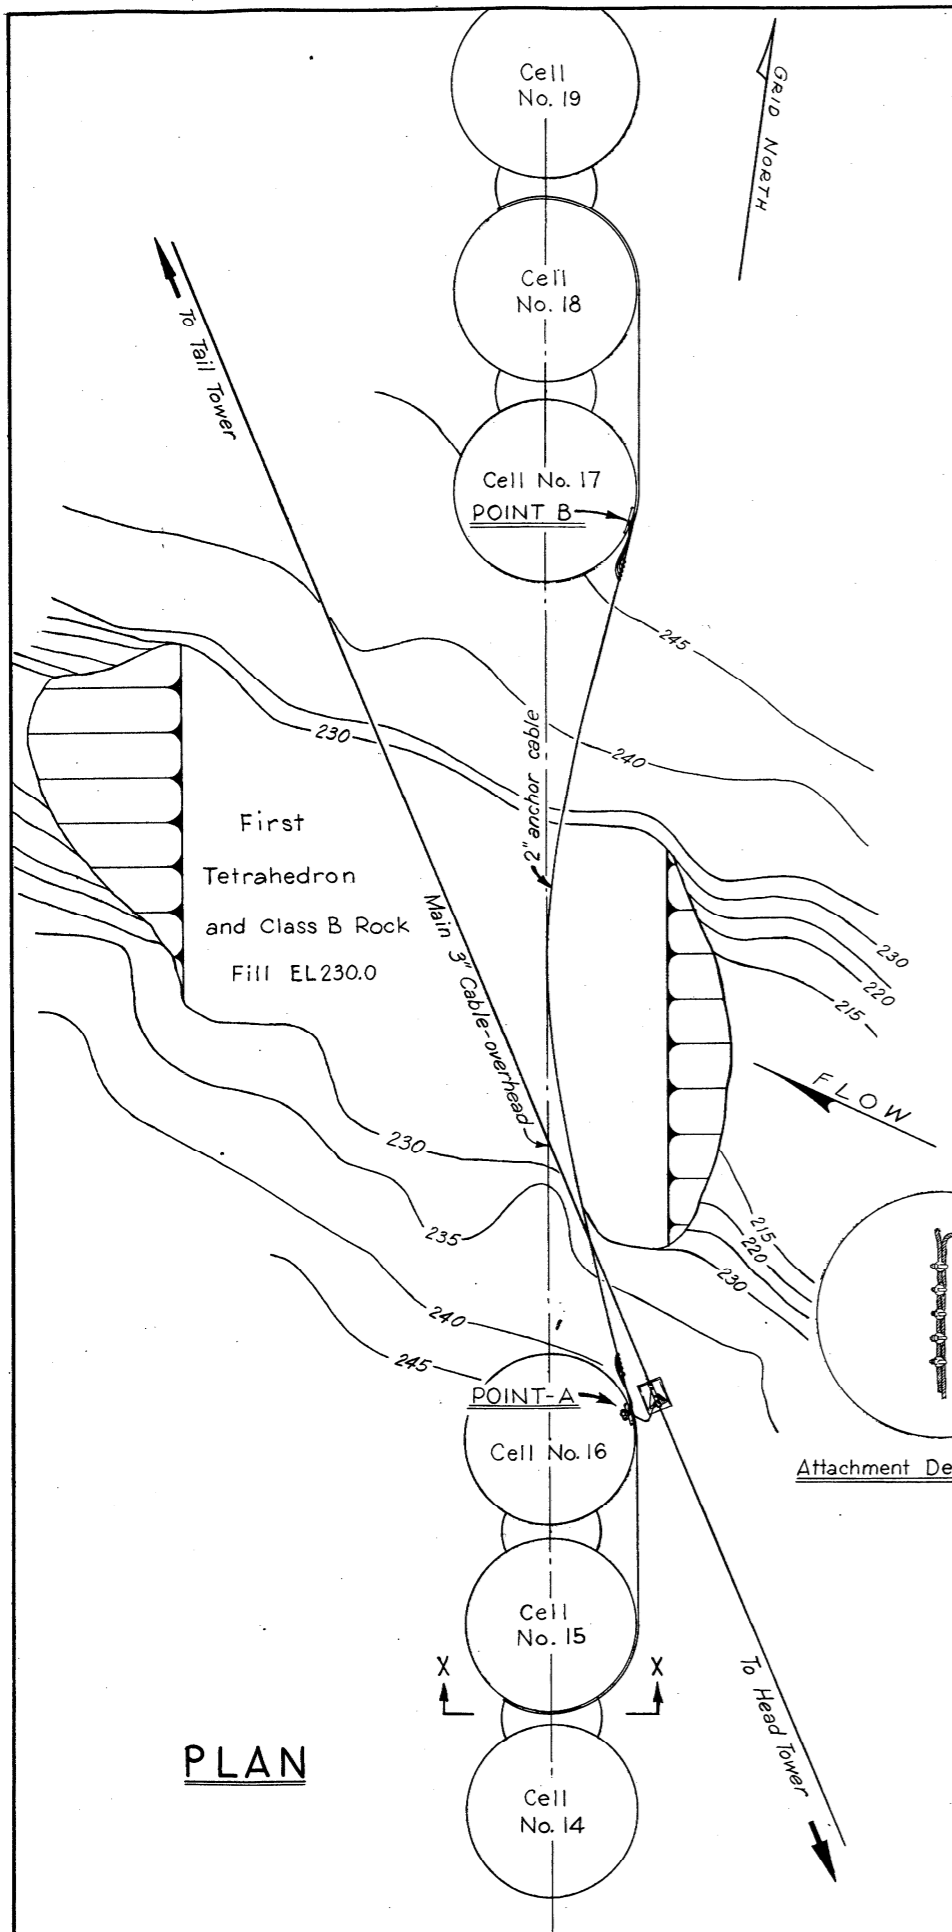 Cell
No. 19
GRID NORTH
Cell
No. 18
To Tail Tower
Cell No. 17
POINT B
245
2" anchor cable
240
230
First
Tetrahedron
and Class B Rock
Fill EL230.0
Main 3" Cable-overhead
230
220
215
FLOW
230
235
215
220
230
240
245
POINT-A
Cell No. 16
Attachment De
Cell
No. 15
X
X
To Head Tower
PLAN
Cell
No. 14